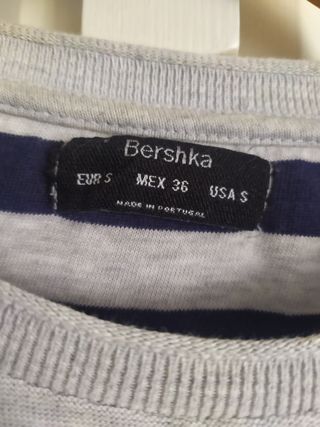 Bershka
EUR S MEX 36 USA S
MADE IN PORTUGAL